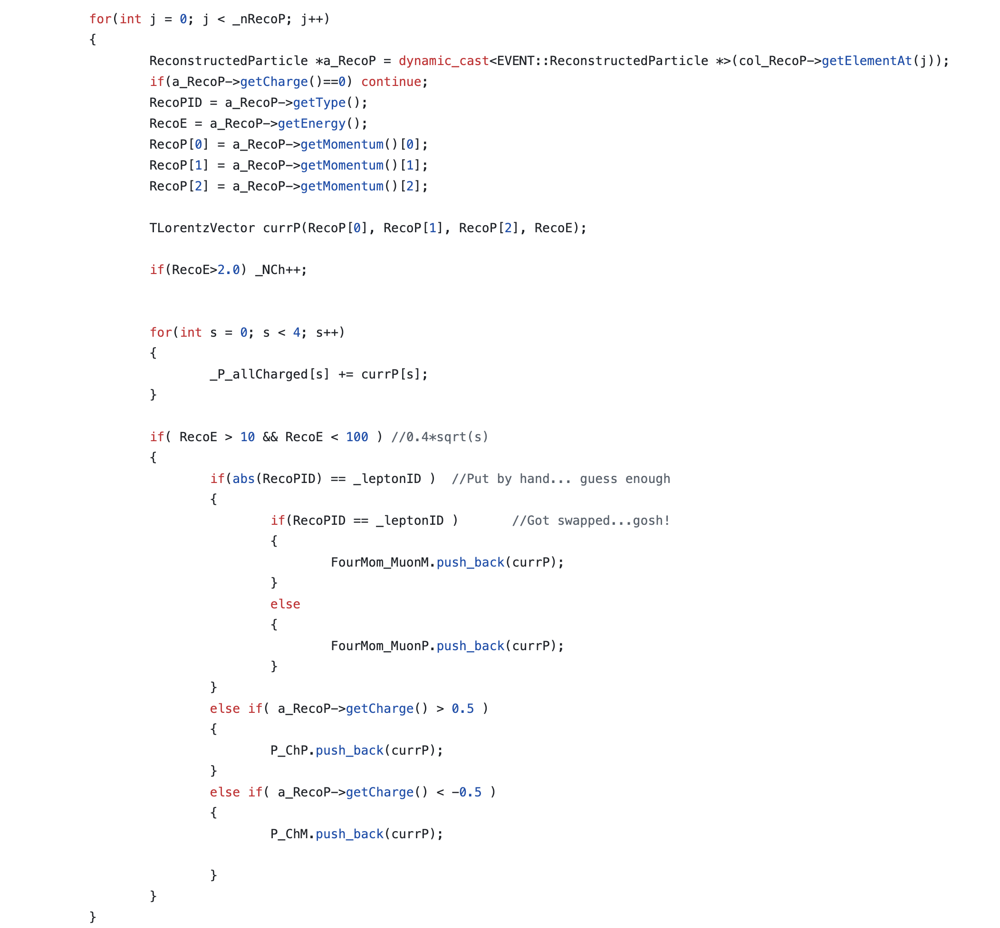 for(int j = 0; j < _nRecoP; j++)
{
ReconstructedParticle *a_RecoP = dynamic_cast<EVENT::ReconstructedParticle *>(col_RecoP->getElementAt(j));
if(a_RecoP->getCharge()==0) continue;
RecoPID = a_RecoP->getType();
RecoE = a_RecoP->getEnergy();
RecoP[0] = a_RecoP->getMomentum()[0];
RecoP[1] = a_RecoP->getMomentum()[1];
RecoP[2] = a_RecoP->getMomentum()[2];
TLorentzVector currP(RecoP[0], RecoP[1], RecoP[2], RecoE);
if(RecoE>2.0) _NCh++;
for(int s = 0; s < 4; s++)
{
_P_allCharged[s] += currP[s];
}
if( RecoE > 10 && RecoE < 100 ) //0.4*sqrt(s)
{
if(abs(RecoPID) == _leptonID )  //Put by hand... guess enough
{
if(RecoPID == _leptonID )       //Got swapped...gosh!
{
FourMom_MuonM.push_back(currP);
}
else
{
FourMom_MuonP.push_back(currP);
}
}
else if( a_RecoP->getCharge() > 0.5 )
{
P_ChP.push_back(currP);
}
else if( a_RecoP->getCharge() < -0.5 )
{
P_ChM.push_back(currP);
}
}
}